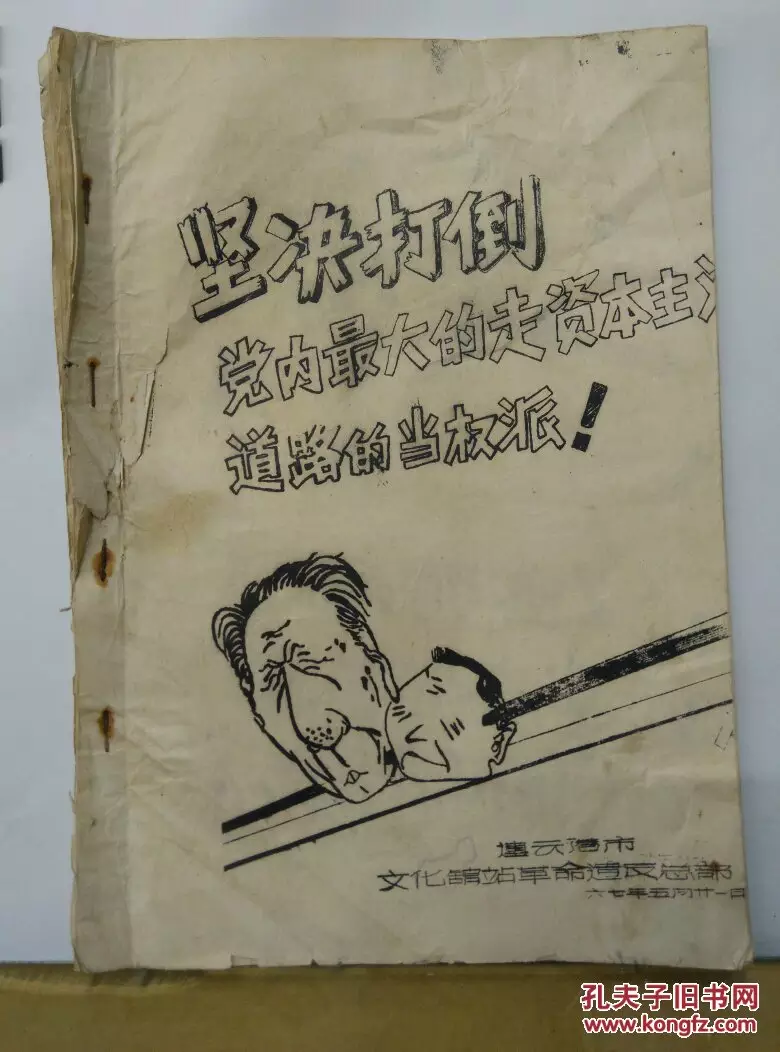 坚决打倒
党内最大的走资本主
道路的当权派！
連云港市
文化館站革命造反总部
六七年五月廿一日
孔夫子旧书网
www.kongfz.com